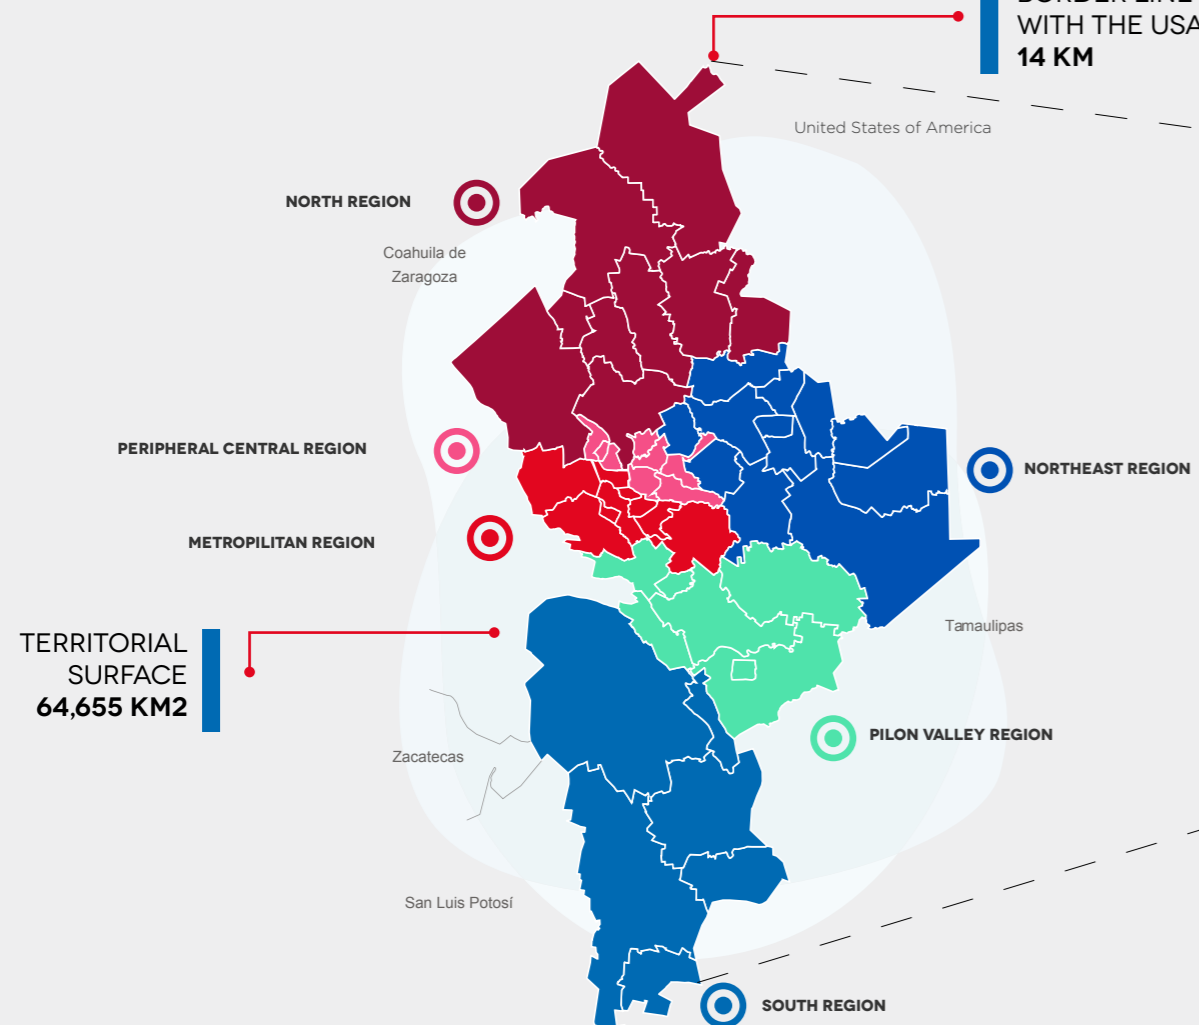 WITH THE USA
14 KM
United States of America
NORTH REGION
Coahuila de
Zaragoza
PERIPHERAL CENTRAL REGION
NORTHEAST REGION
METROPILITAN REGION
TERRITORIAL
SURFACE
64,655 KM2
Tamaulipas
PILON VALLEY REGION
Zacatecas
San Luis Potosí
SOUTH REGION